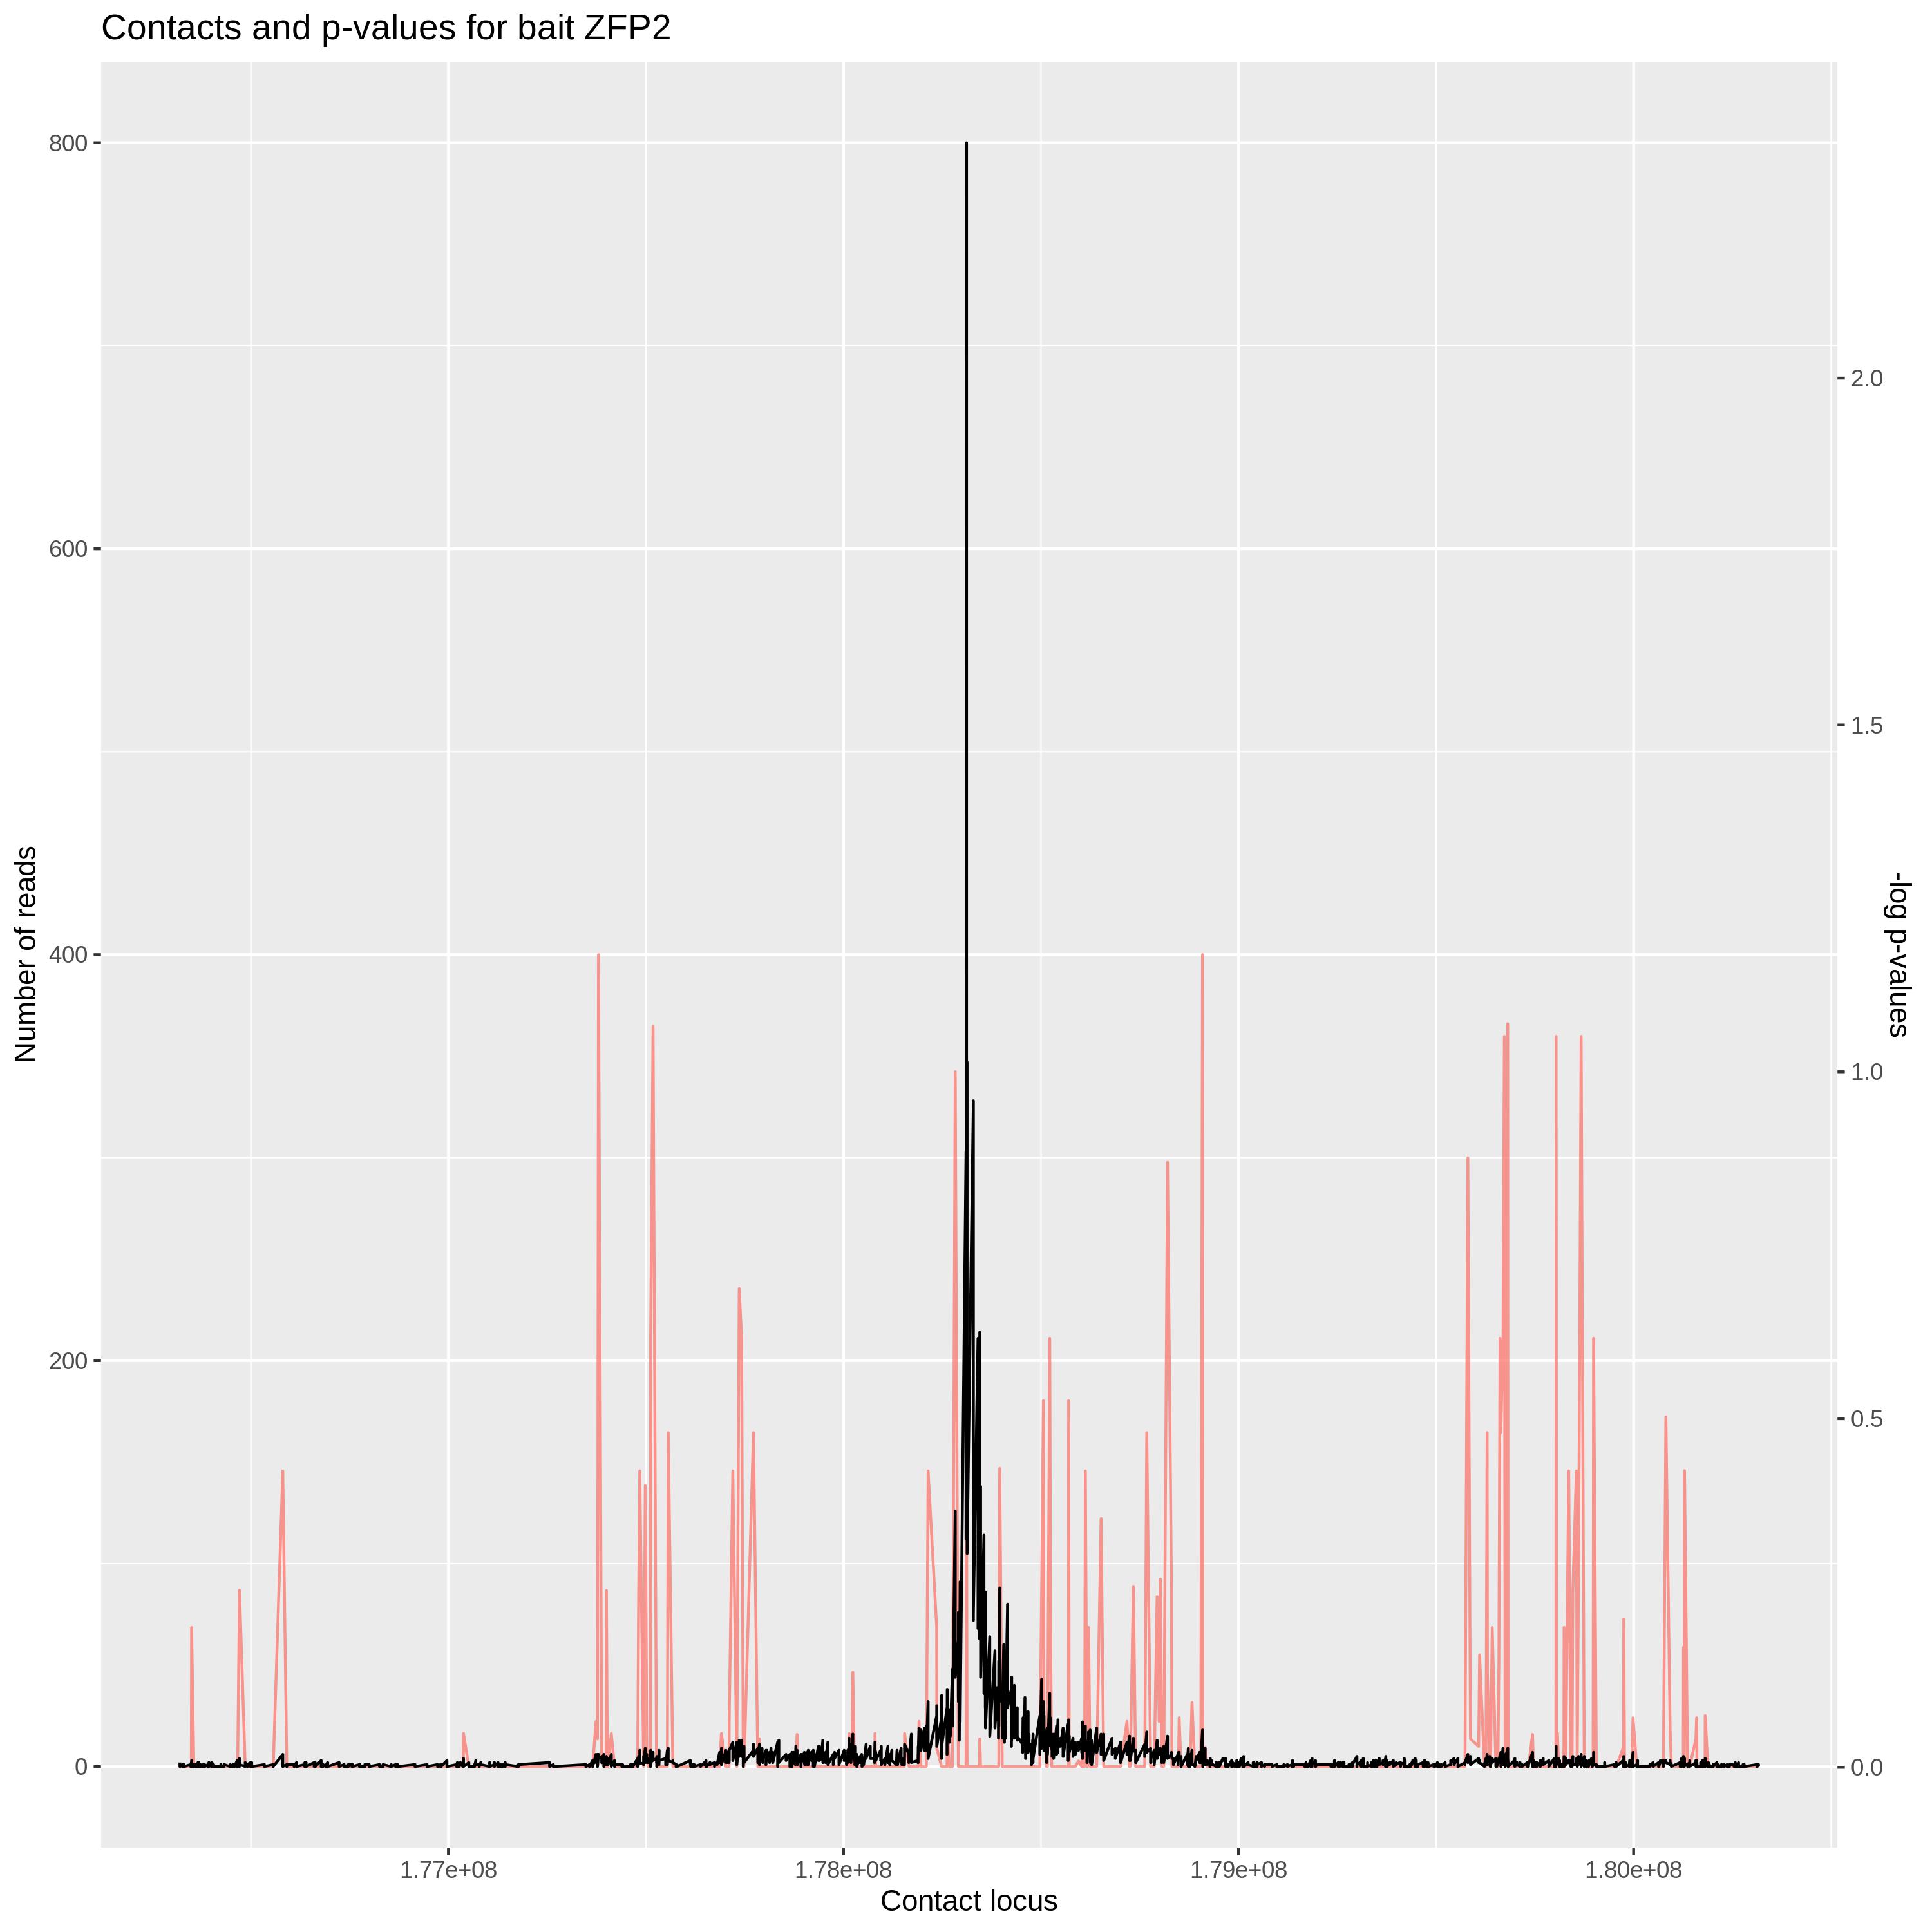 Contacts and p-values for bait ZFP2
800
600
400
200
0
Number of reads
2.0
1.5
1.0
0.5
0.0
-log p-values
1.77e+08
1.78e+08
1.79e+08
1.80e+08
Contact locus